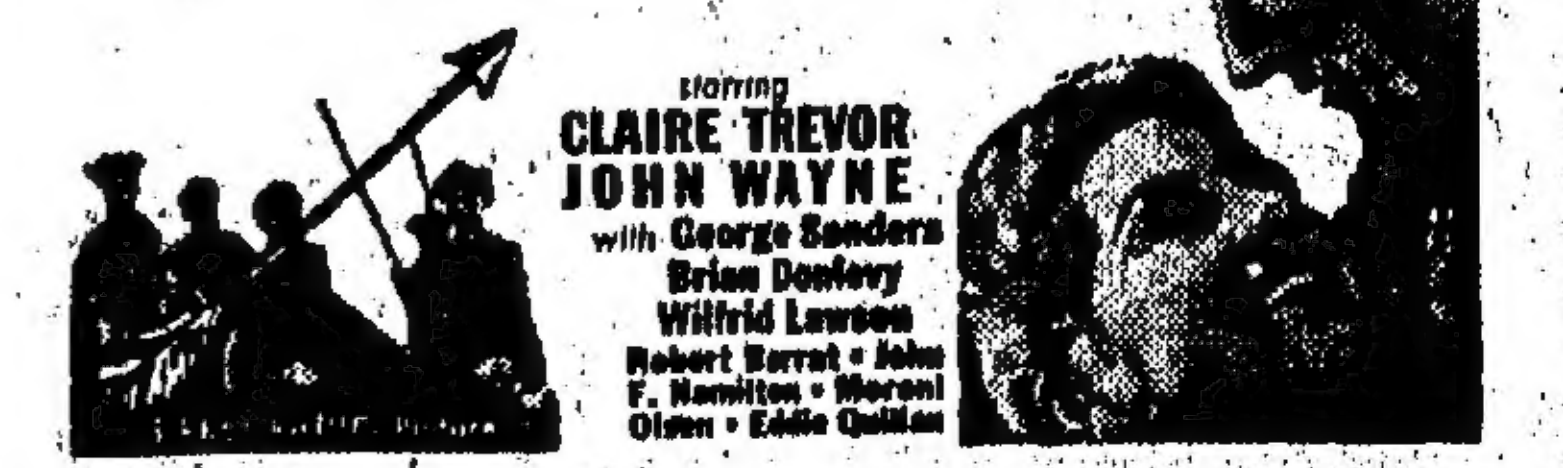 starring
CLAIRE TREVOR
JOHN WAYNE
with George Sanders
Brian Donlevy
Wilfrid Lawson
Robert Barrat • John
F. Hamilton • Moroni
Olsen • Eddie Quillan